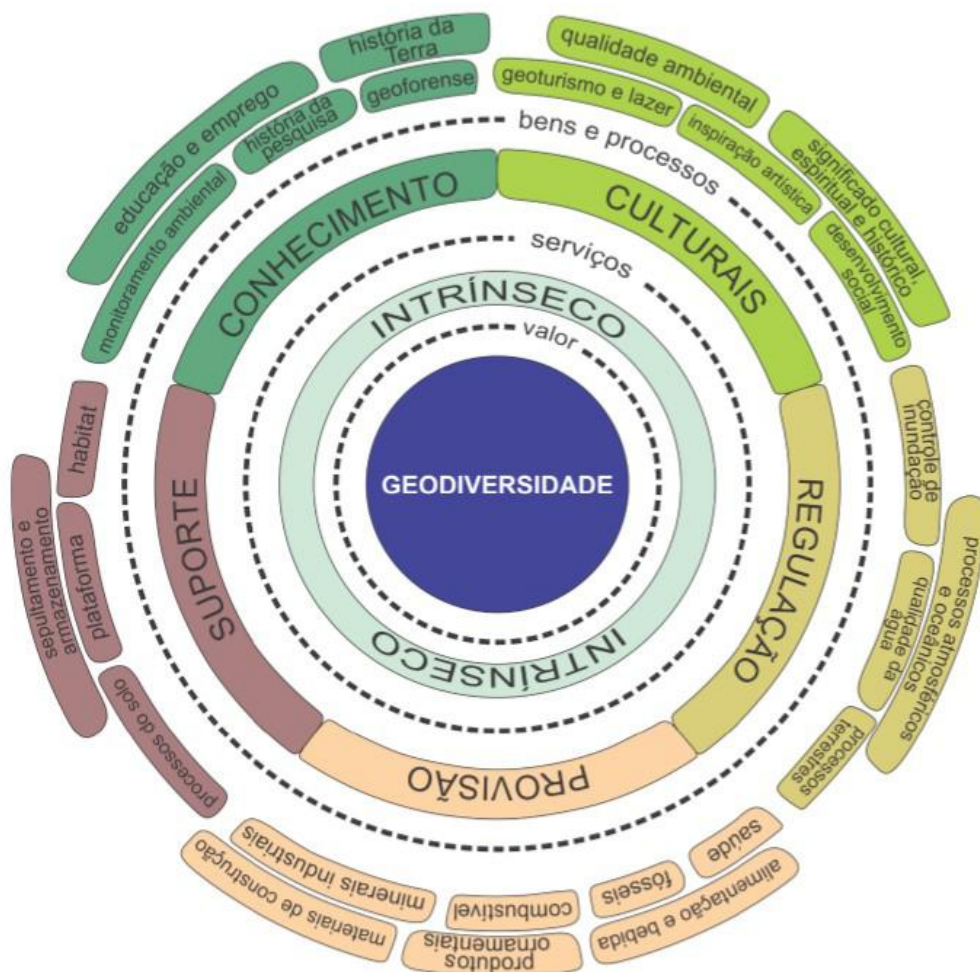 GEODIVERSIDADE
valor
INTRÍNSECO
INTRÍNSECO
serviços
CONHECIMENTO
CULTURAIS
REGULAÇÃO
PROVISÃO
SUPORTE
bens e processos
história da
Terra
geoforense
educação e emprego
história da
pesquisa
monitoramento ambiental
qualidade ambiental
geoturismo e lazer
inspiração artística
significado cultural,
espiritual e histórico
desenvolvimento
social
controle de
inundação
processos atmosféricos
e oceânicos
qualidade da
água
processos
terrestres
saúde
alimentação e bebida
fósseis
combustível
produtos
ornamentais
minerais industriais
materiais de construção
processos do solo
plataforma
sepultamento e
armazenamento
habitat